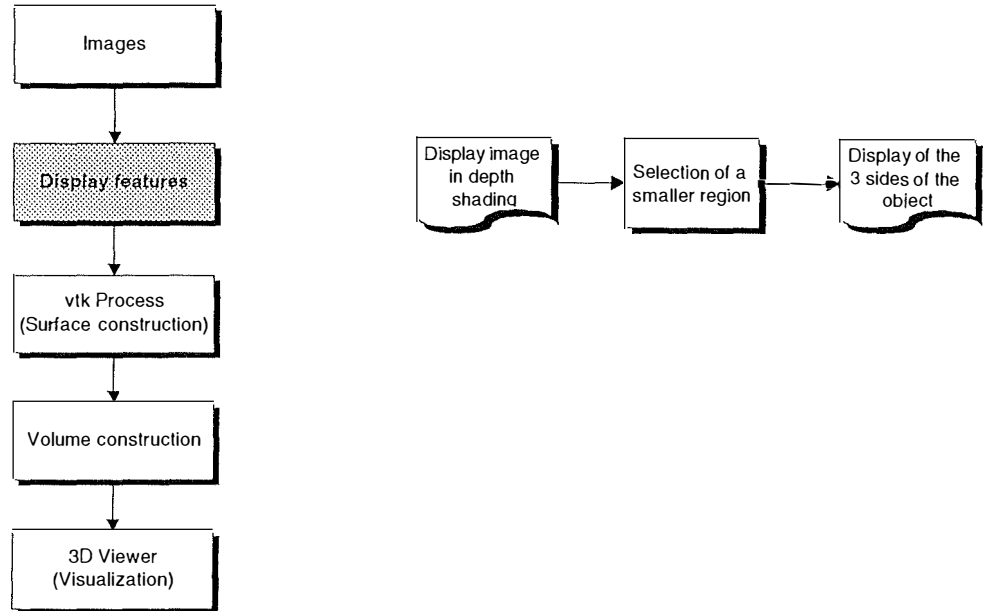 Images
Display features
vtk Process
(Surface construction)
Volume construction
3D Viewer
(Visualization)
Display image
in depth
shading
Selection of a
smaller region
Display of the
3 sides of the
object